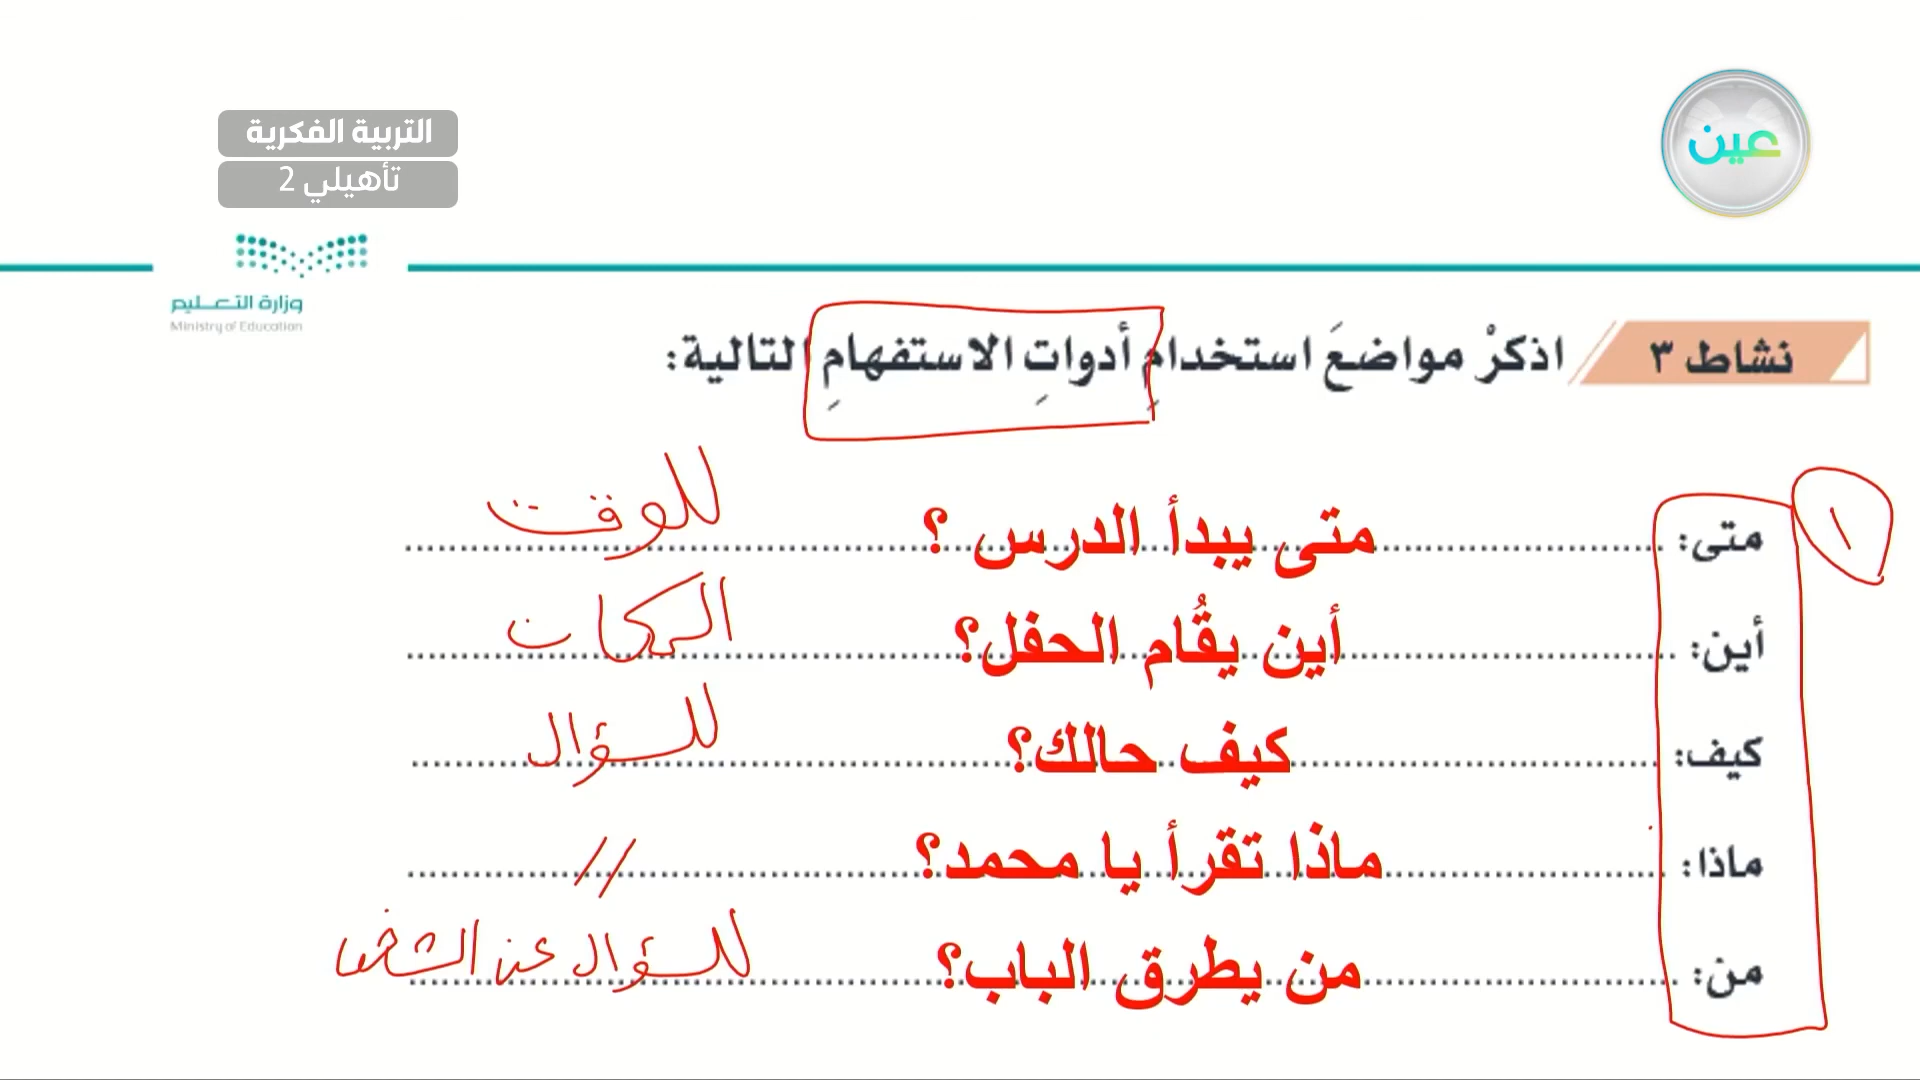 عين
التربية الفكرية
تأهيلي 2
وزارة التعليم
Ministry of Education
نشاط ٣ اذكرْ مواضعَ استخدامِ أدواتِ الاستفهامِ التالية:
١
متى: متى يبدأ الدرس ؟ للوقت
أين: أين يقُام الحفل؟ المكان
كيف: كيف حالك؟ للسؤال
ماذا: ماذا تقرأ يا محمد؟ //
من: من يطرق الباب؟ للسؤال عن الشخص